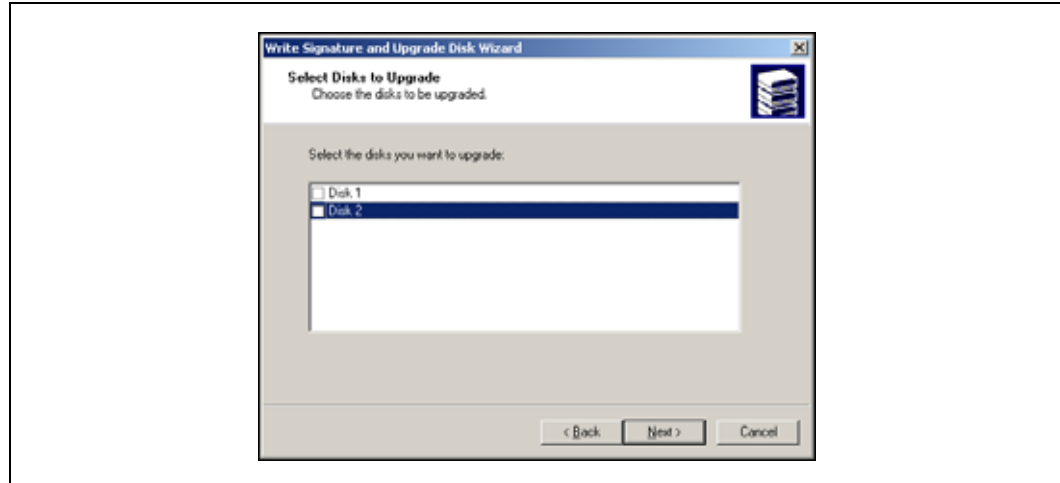 Write Signature and Upgrade Disk Wizard
Select Disks to Upgrade
Choose the disks to be upgraded.
Select the disks you want to upgrade:
Disk 1
Disk 2
< Back Next > Cancel